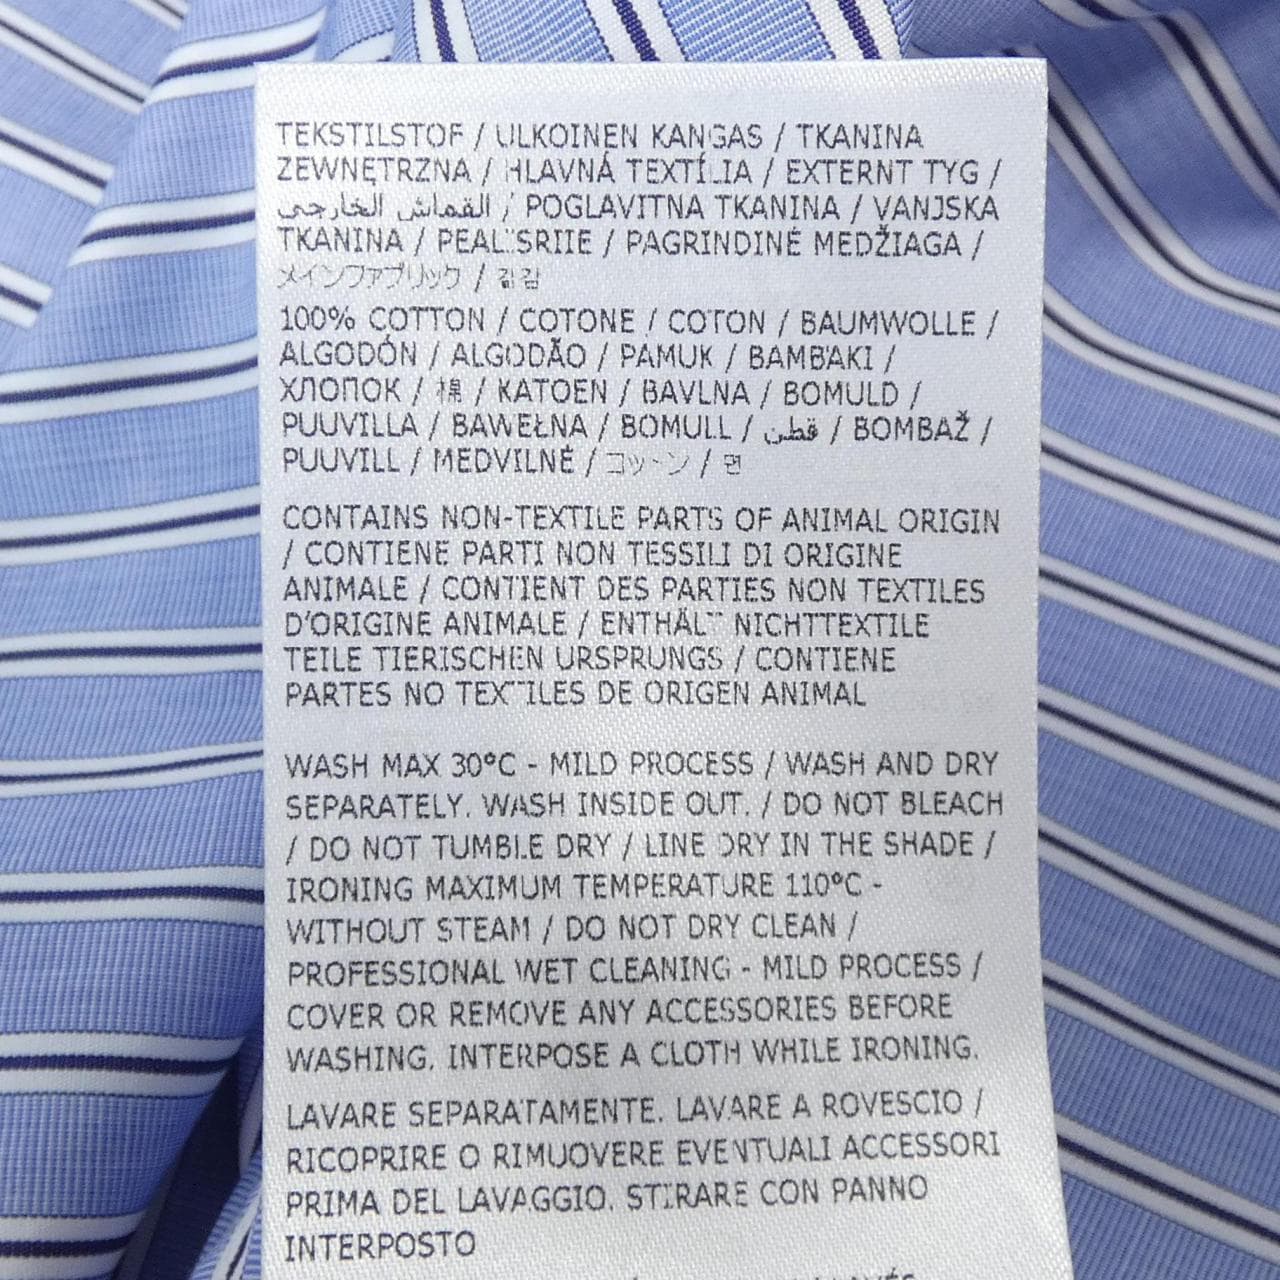 TEKSTILSTOF / ULKOINEN KANGAS / TKANINA
ZEWNĘTRZNA / HLAVNÁ TEXTÍLIA / EXTERNT TYG /
القماش الخارجي / POGLAVITNA TKANINA / VANJSKA
TKANINA / PEALISRIIE / PAGRINDINĖ MEDŽIAGA /
メインファブリック / 겉감
100% COTTON / COTONE / COTON / BAUMWOLLE /
ALGODÓN / ALGODÃO / PAMUK / BAMBAKI /
ХЛОПОК / 棉 / KATOEN / BAVLNA / BOMULD /
PUUVILLA / BAWEŁNA / BOMULL / قطن / BOMBAŽ /
PUUVILL / MEDVILNĖ / コットン / 면
CONTAINS NON-TEXTILE PARTS OF ANIMAL ORIGIN
/ CONTIENE PARTI NON TESSILI DI ORIGINE
ANIMALE / CONTIENT DES PARTIES NON TEXTILES
D'ORIGINE ANIMALE / ENTHÄLT NICHTTEXTILE
TEILE TIERISCHEN URSPRUNGS / CONTIENE
PARTES NO TEXTILES DE ORIGEN ANIMAL
WASH MAX 30°C - MILD PROCESS / WASH AND DRY
SEPARATELY. WASH INSIDE OUT. / DO NOT BLEACH
/ DO NOT TUMBLE DRY / LINE DRY IN THE SHADE /
IRONING MAXIMUM TEMPERATURE 110°C -
WITHOUT STEAM / DO NOT DRY CLEAN /
PROFESSIONAL WET CLEANING - MILD PROCESS /
COVER OR REMOVE ANY ACCESSORIES BEFORE
WASHING. INTERPOSE A CLOTH WHILE IRONING.
LAVARE SEPARATAMENTE. LAVARE A ROVESCIO /
RICOPRIRE O RIMUOVERE EVENTUALI ACCESSORI
PRIMA DEL LAVAGGIO. STIRARE CON PANNO
INTERPOSTO